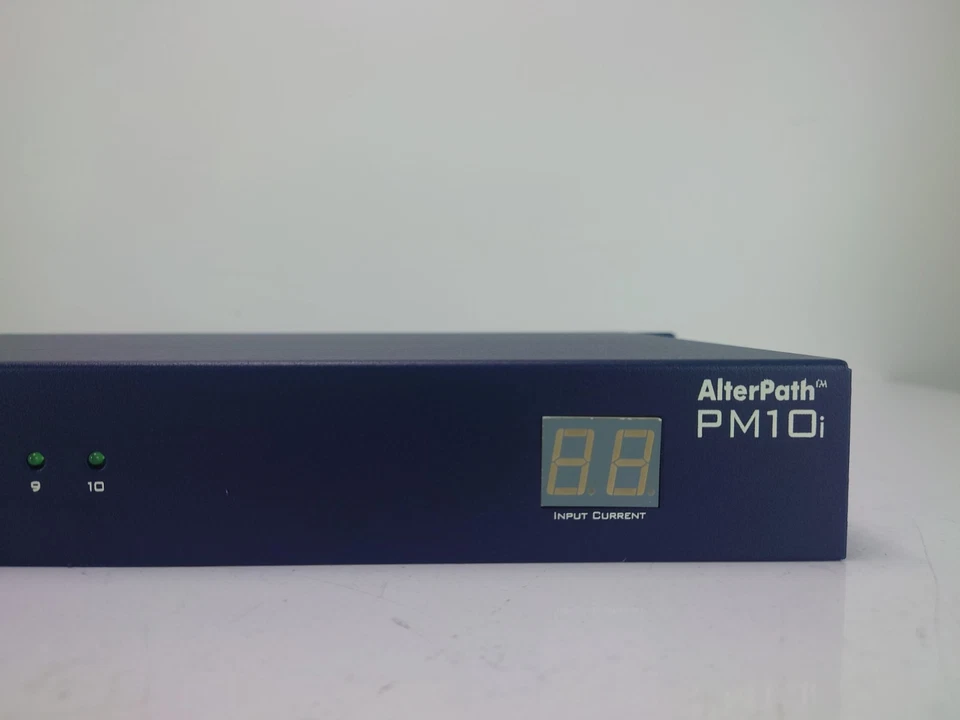 AlterPath™
PM10i
INPUT CURRENT
9
10